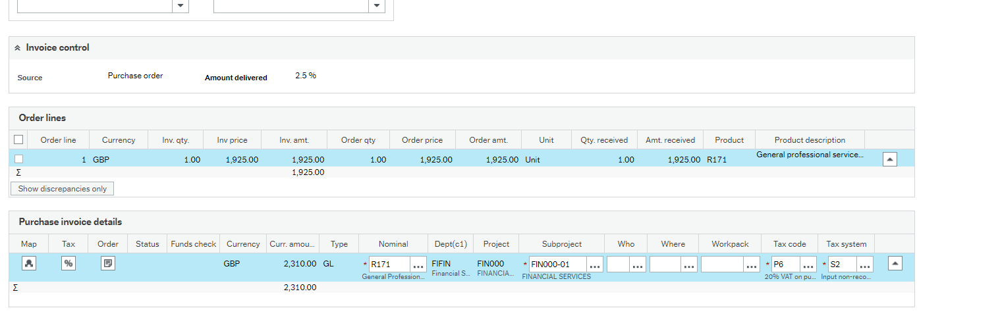 Invoice control
Source Purchase order Amount delivered 2.5 %
Order lines
Order line Currency Inv. qty. Inv price Inv. amt. Order qty Order price Order amt. Unit Qty. received Amt. received Product Product description
1 GBP 1.00 1,925.00 1,925.00 1.00 1,925.00 1,925.00 Unit 1.00 1,925.00 R171 General professional service...
Σ 1,925.00
Show discrepancies only
Purchase invoice details
Map Tax Order Status Funds check Currency Curr. amou... Type Nominal Dept(c1) Project Subproject Who Where Workpack Tax code Tax system
% GBP 2,310.00 GL * R171 ... FIFIN FIN000 * FIN000-01 ... ... ... ... * P6 ... * S2 ...
General Profession... Financial S... FINANCIA... FINANCIAL SERVICES 20% VAT on pu... Input non-reco...
Σ 2,310.00